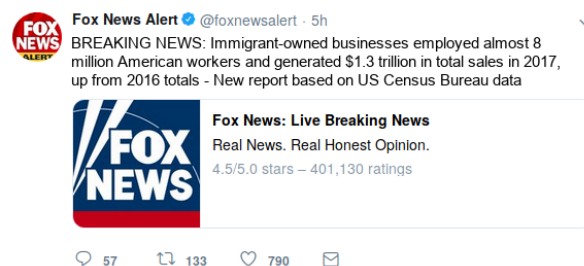 FOX
NEWS
ALERT
Fox News Alert @foxnewsalert · 5h
BREAKING NEWS: Immigrant-owned businesses employed almost 8
million American workers and generated $1.3 trillion in total sales in 2017,
up from 2016 totals - New report based on US Census Bureau data
FOX
NEWS
Fox News: Live Breaking News
Real News. Real Honest Opinion.
4.5/5.0 stars – 401,130 ratings
57 133 790